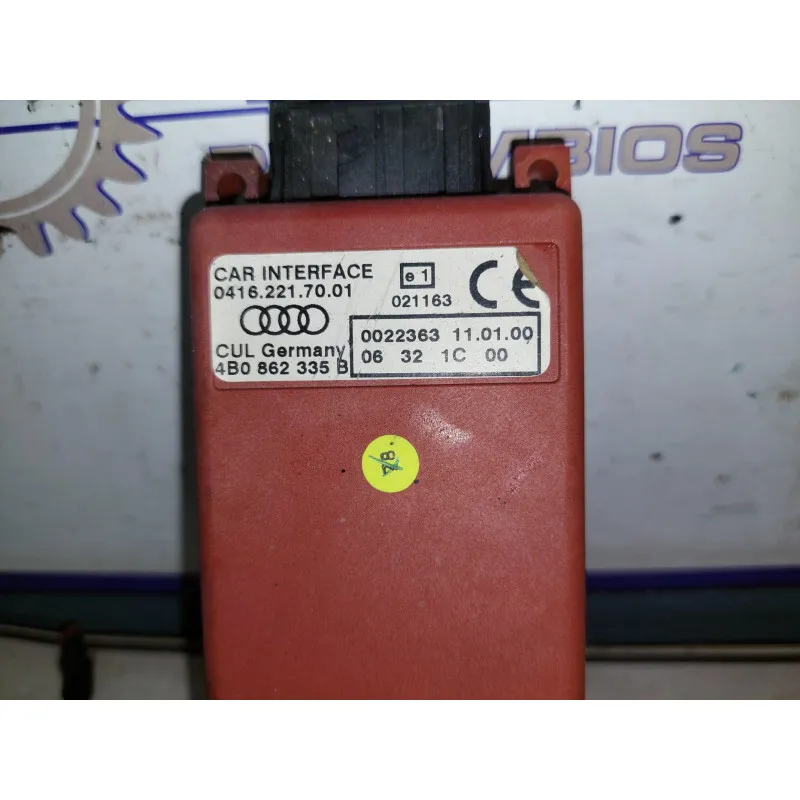 CAR INTERFACE
0416.221.70.01
e 1
021163
CE
CUL Germany
4B0 862 335 B
0022363 11.01.00
06 32 1C 00